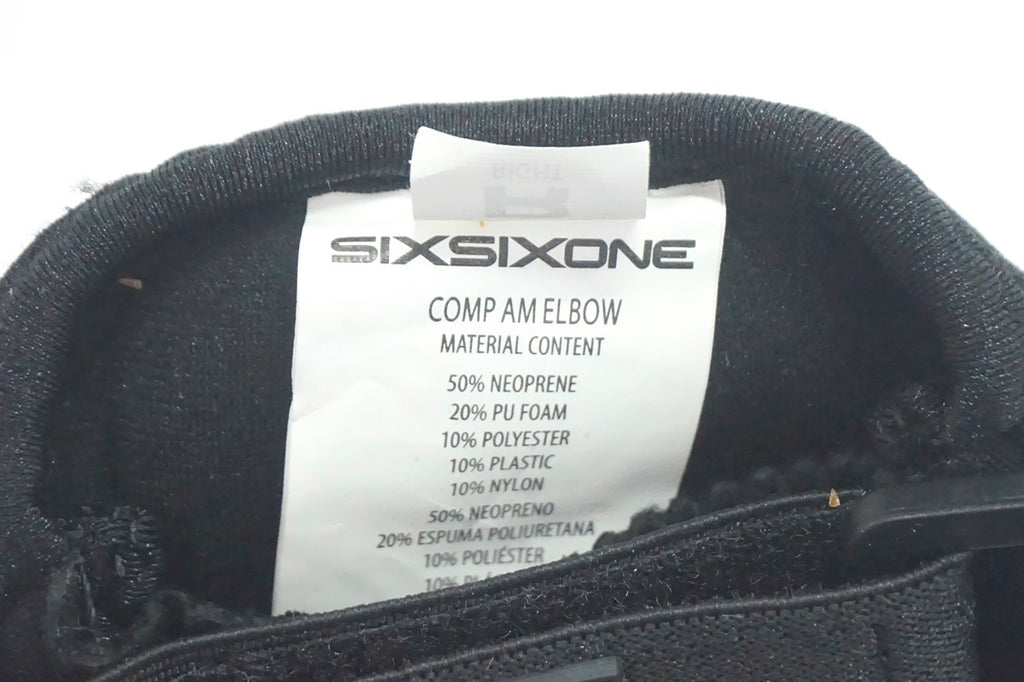 RIGHT
SIXSIXONE
COMP AM ELBOW
MATERIAL CONTENT
50% NEOPRENE
20% PU FOAM
10% POLYESTER
10% PLASTIC
10% NYLON
50% NEOPRENO
20% ESPUMA POLIURETANA
10% POLIÉSTER
10%